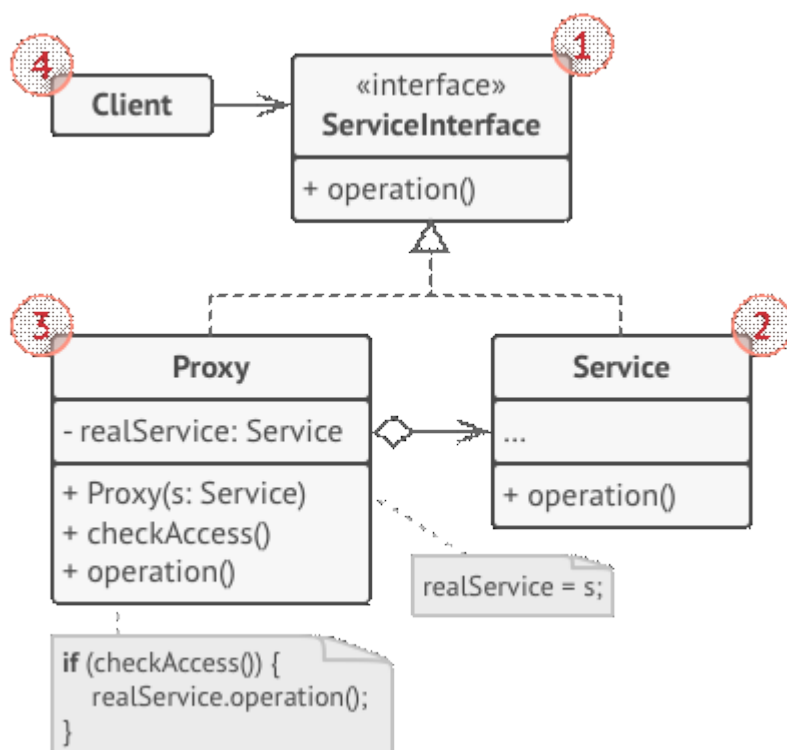 4
Client
1
«interface»
ServiceInterface
+ operation()
3
Proxy
- realService: Service
+ Proxy(s: Service)
+ checkAccess()
+ operation()
2
Service
...
+ operation()
realService = s;
if (checkAccess()) {
realService.operation();
}